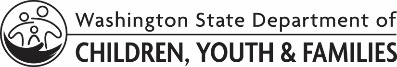 Washington State Department of
CHILDREN, YOUTH & FAMILIES